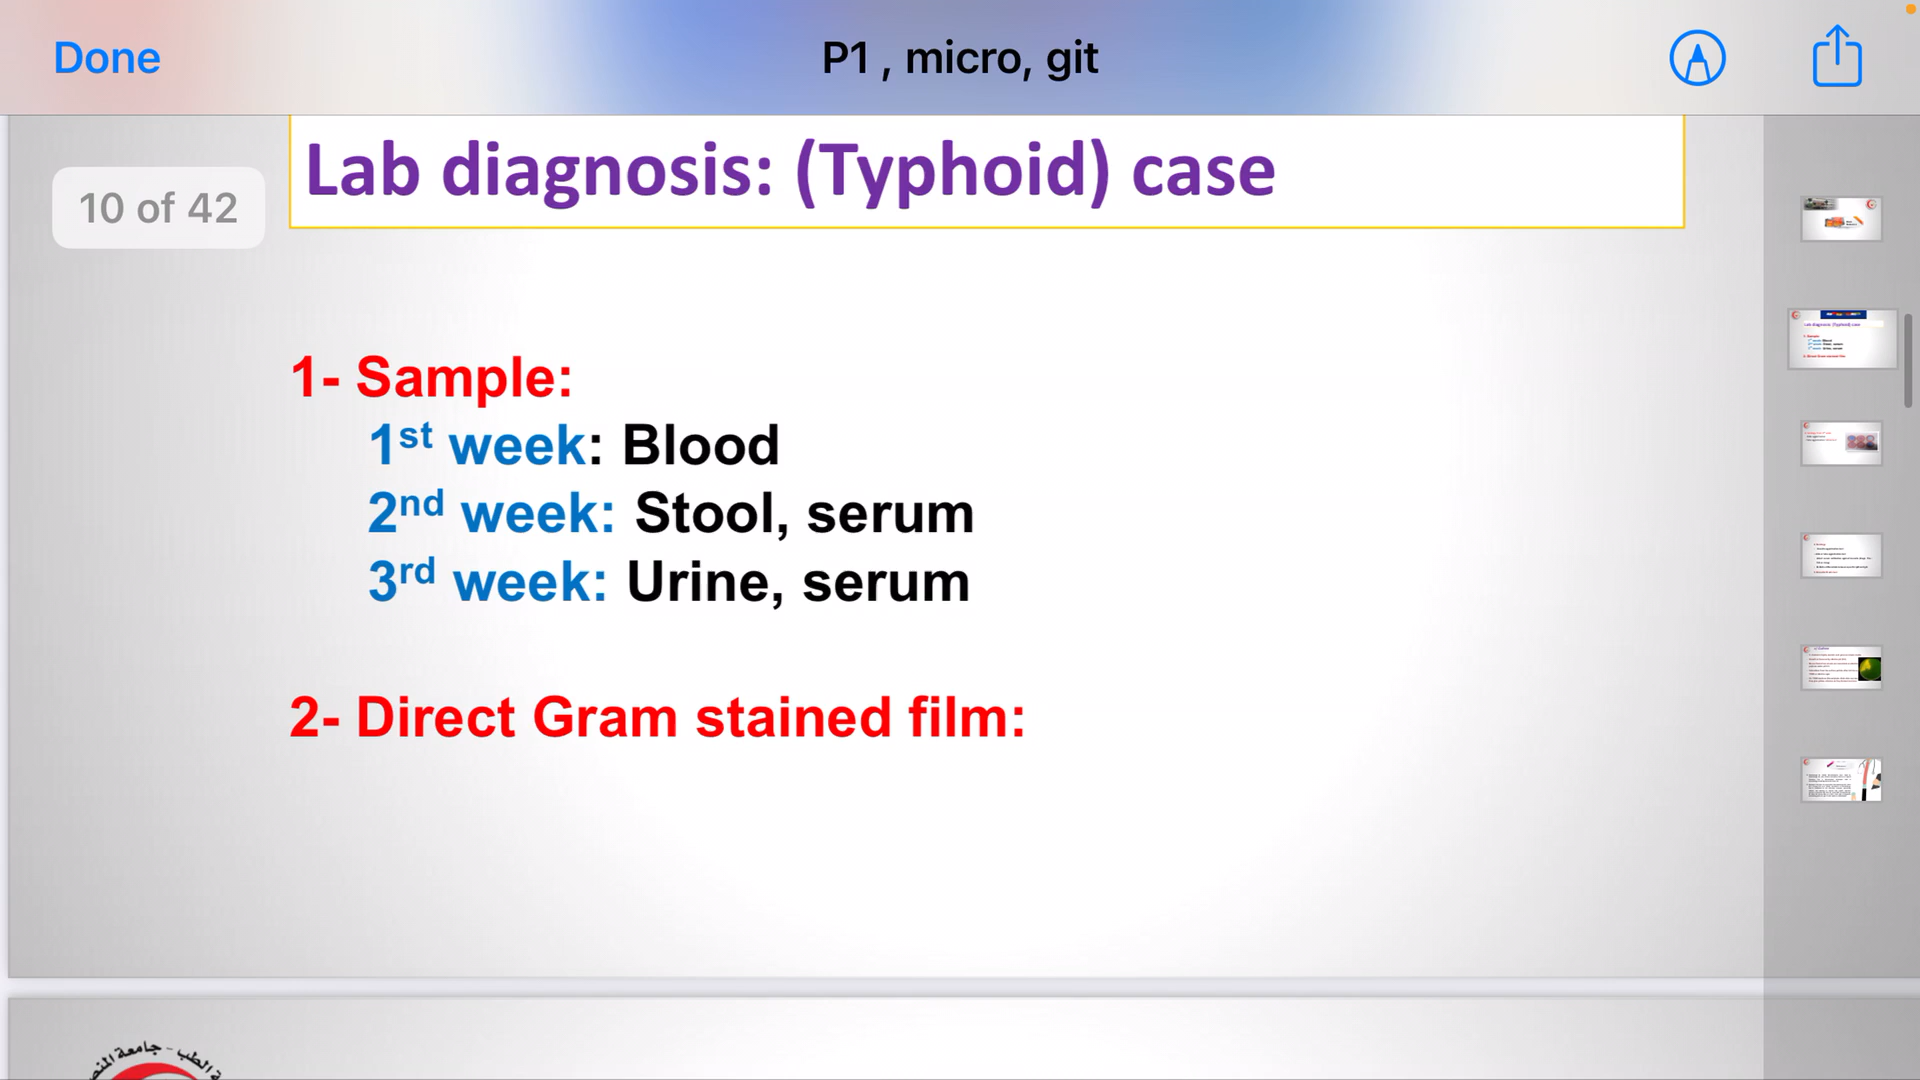 Done
P1 , micro, git
10 of 42
Lab diagnosis: (Typhoid) case
1- Sample:
1st week: Blood
2nd week: Stool, serum
3rd week: Urine, serum
2- Direct Gram stained film: